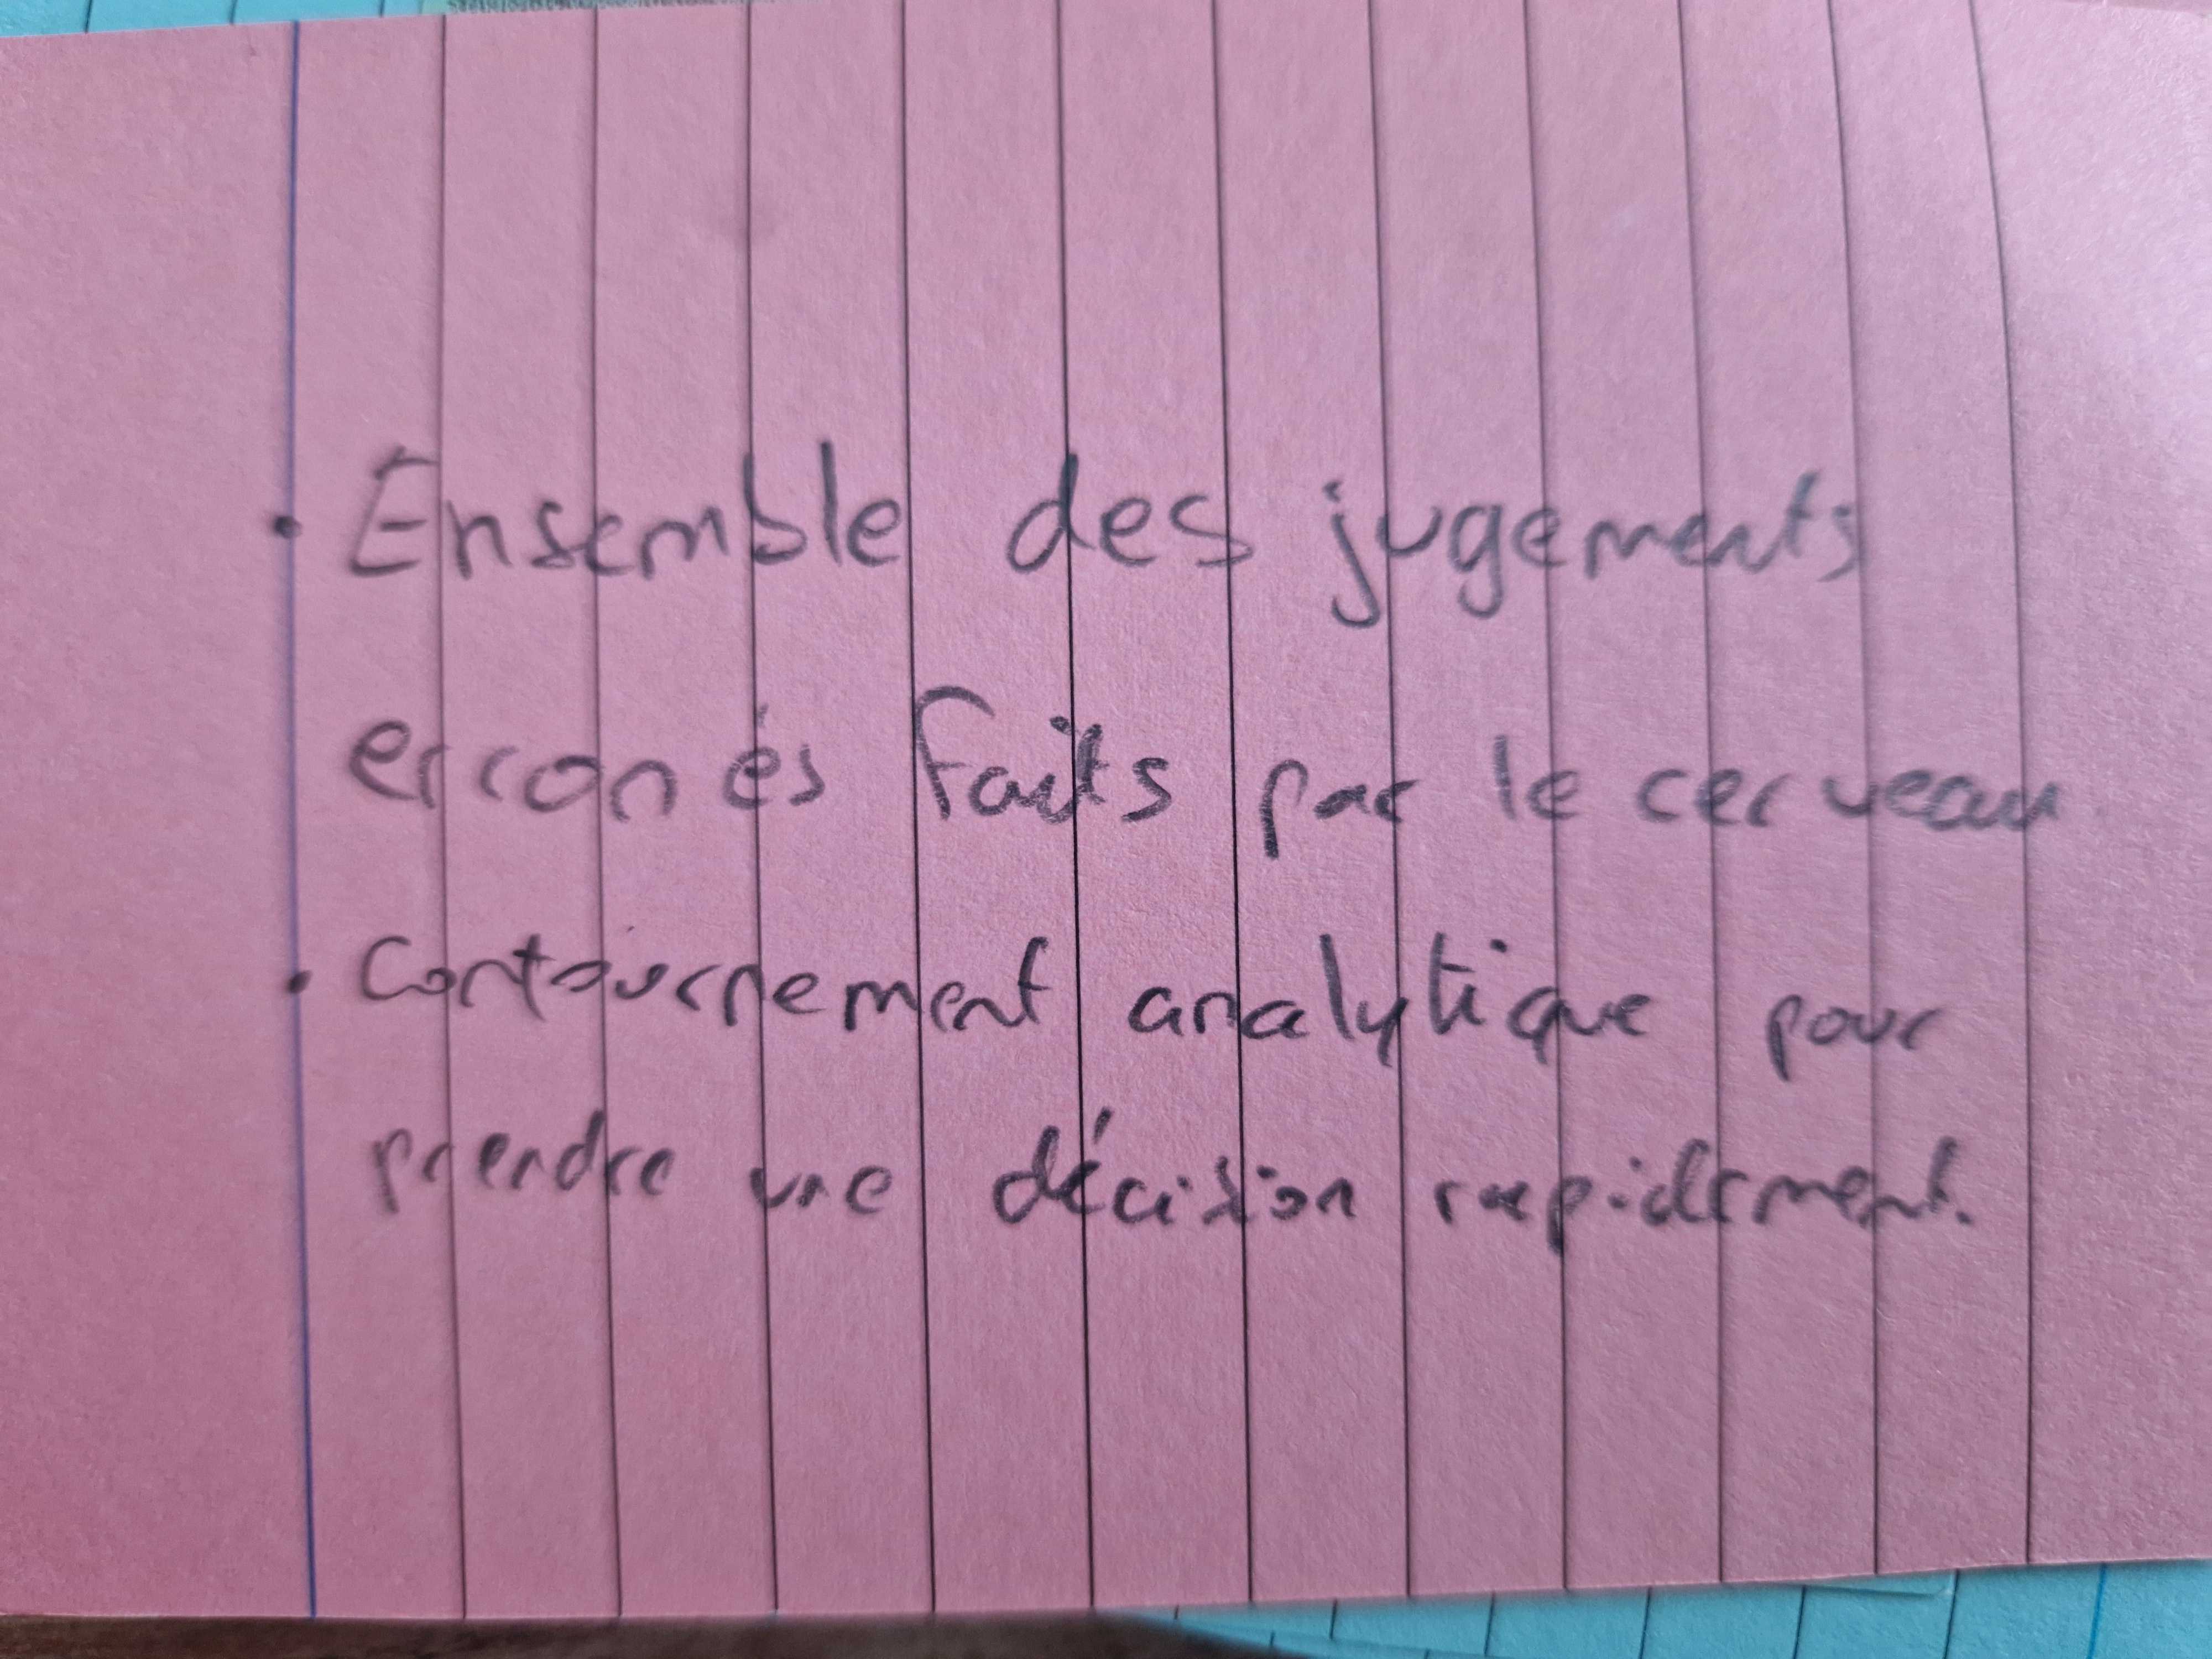 • Ensemble des jugements
erronés faits par le cerveau.
• Contournement analytique pour
prendre une décision rapidement.